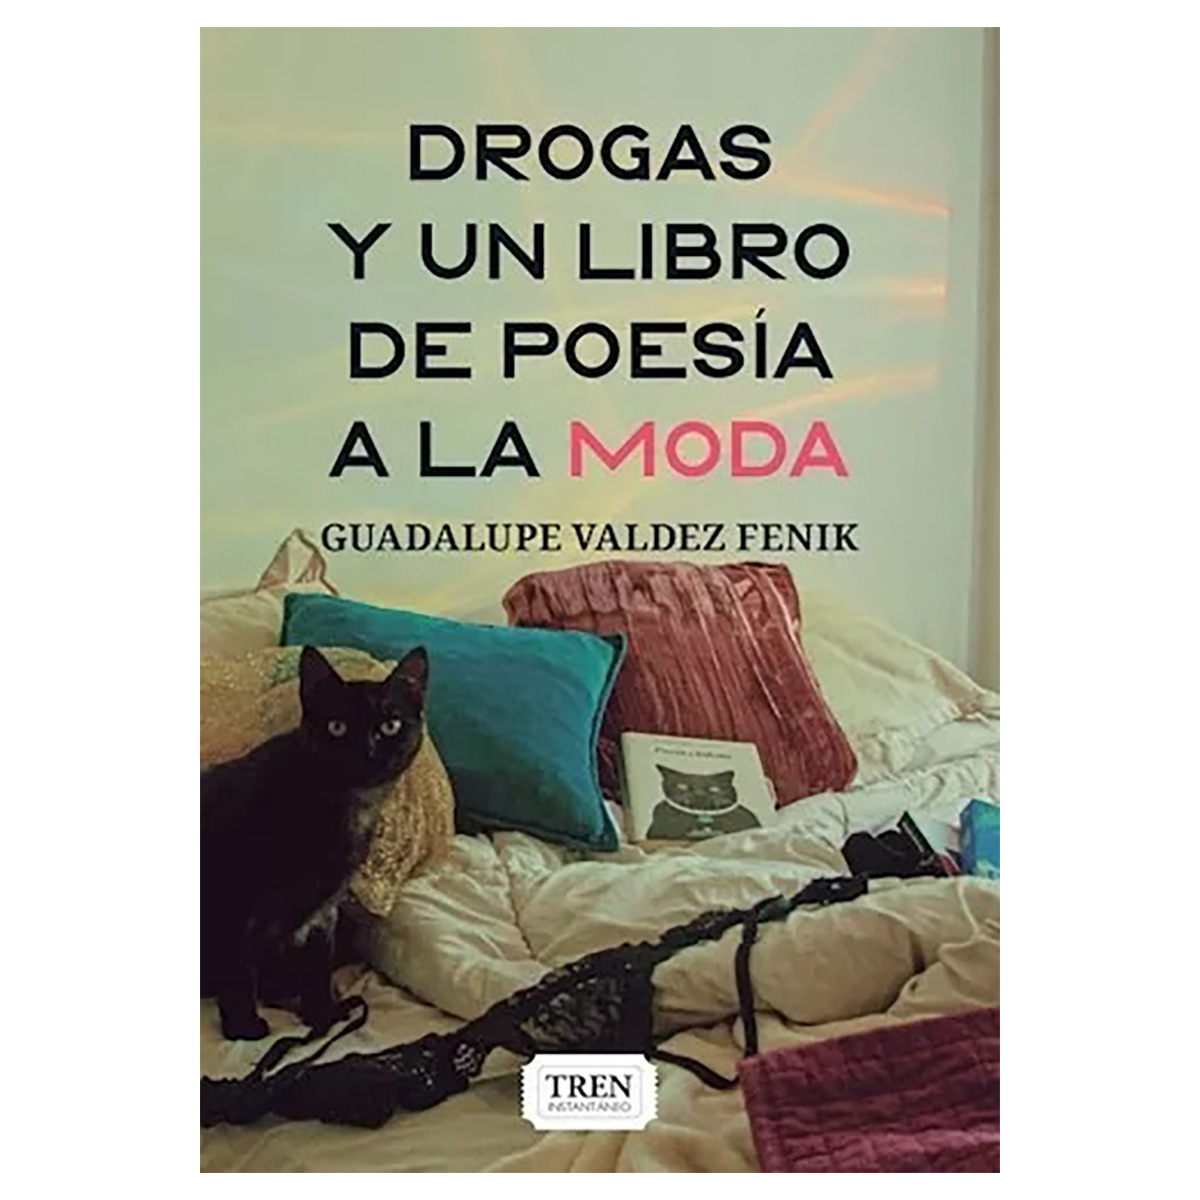 DROGAS
Y UN LIBRO
DE POESÍA
A LA MODA
GUADALUPE VALDEZ FENIK
TREN
INSTANTÁNEO